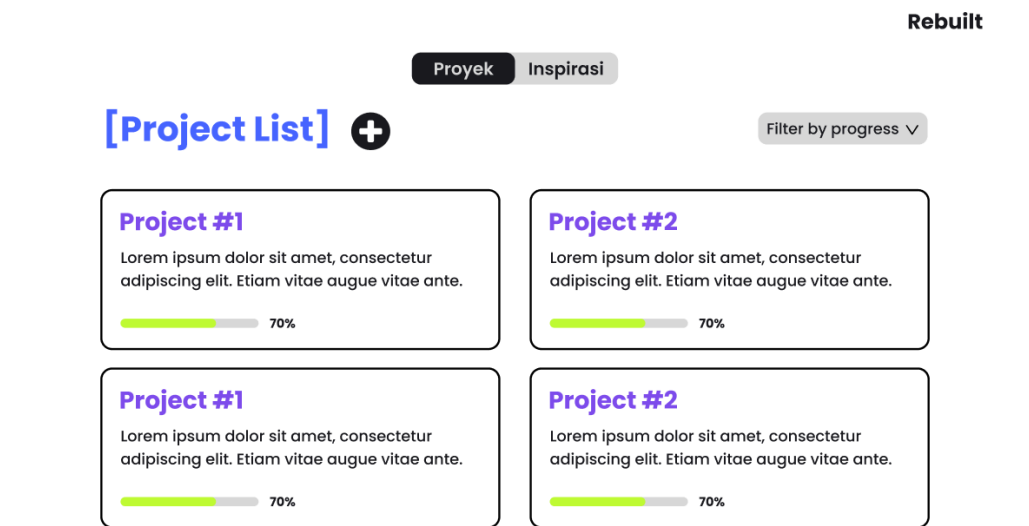 Rebuilt
Proyek Inspirasi
[Project List]
Filter by progress
Project #1
Lorem ipsum dolor sit amet, consectetur
adipiscing elit. Etiam vitae augue vitae ante.
70%
Project #2
Lorem ipsum dolor sit amet, consectetur
adipiscing elit. Etiam vitae augue vitae ante.
70%
Project #1
Lorem ipsum dolor sit amet, consectetur
adipiscing elit. Etiam vitae augue vitae ante.
70%
Project #2
Lorem ipsum dolor sit amet, consectetur
adipiscing elit. Etiam vitae augue vitae ante.
70%